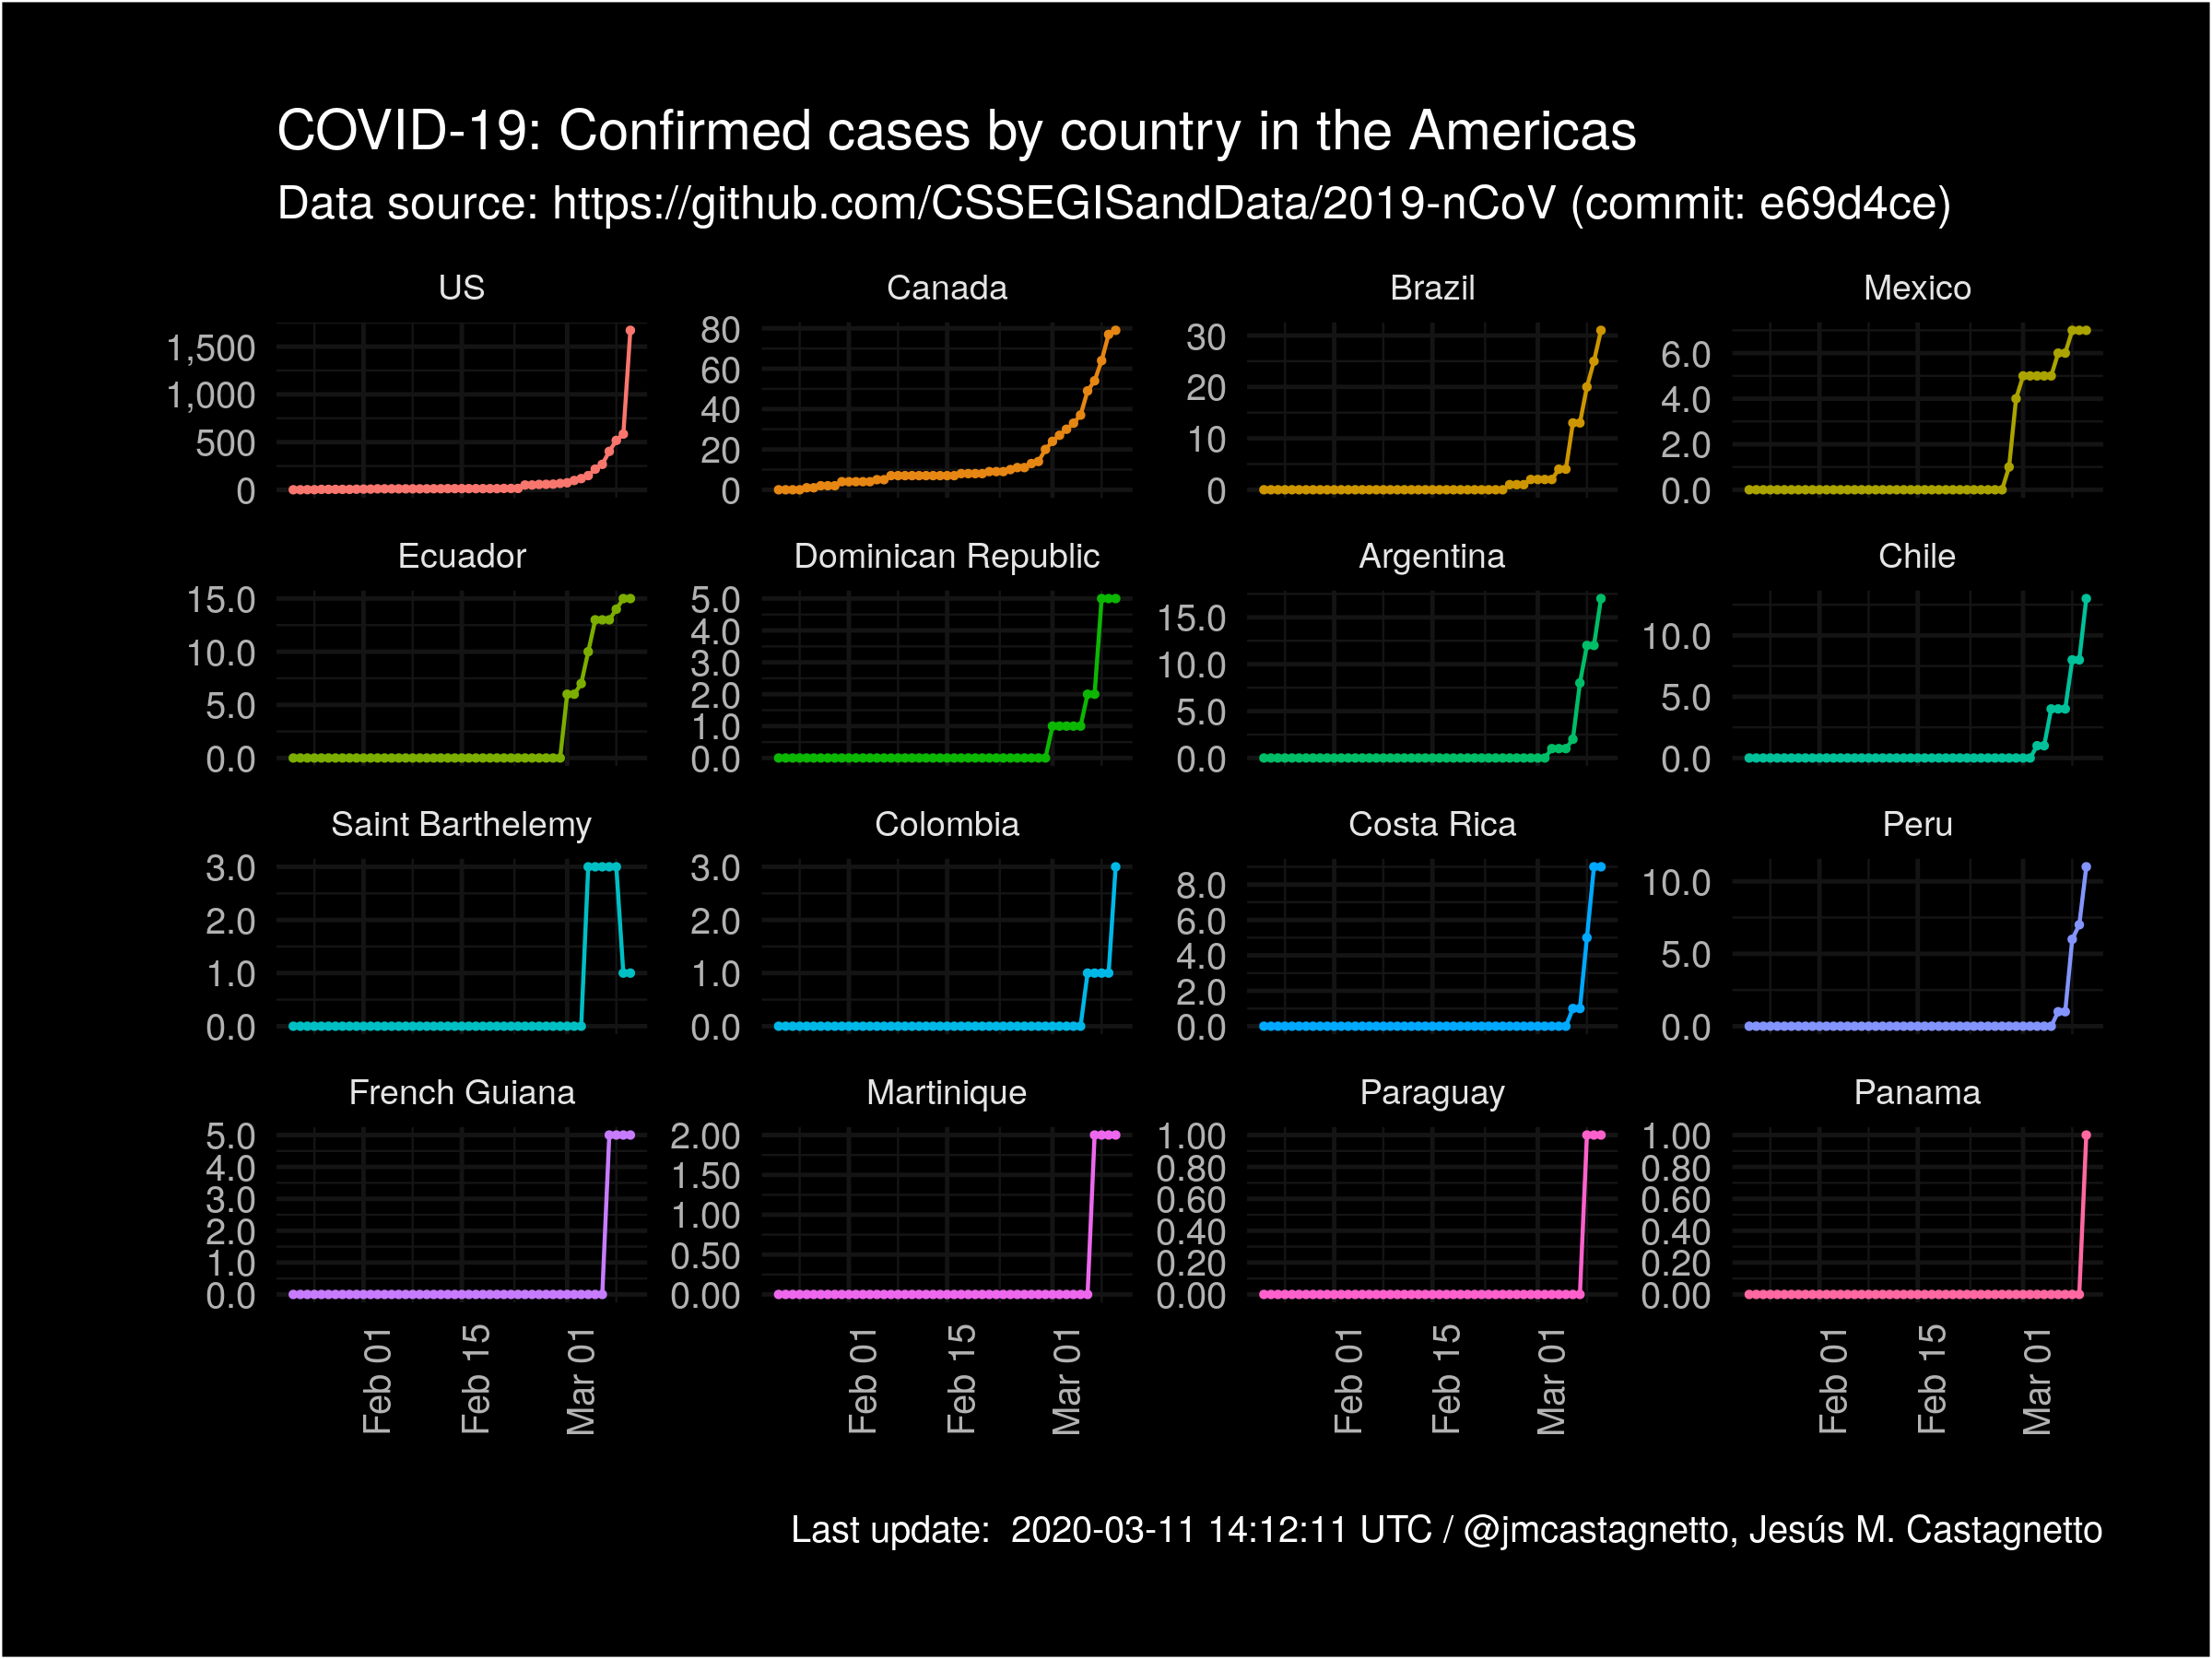 COVID-19: Confirmed cases by country in the Americas
Data source: https://github.com/CSSEGISandData/2019-nCoV (commit: e69d4ce)
US
1,500
1,000
500
0
Canada
80
60
40
20
0
Brazil
30
20
10
0
Mexico
6.0
4.0
2.0
0.0
Ecuador
15.0
10.0
5.0
0.0
Dominican Republic
5.0
4.0
3.0
2.0
1.0
0.0
Argentina
15.0
10.0
5.0
0.0
Chile
10.0
5.0
0.0
Saint Barthelemy
3.0
2.0
1.0
0.0
Colombia
3.0
2.0
1.0
0.0
Costa Rica
8.0
6.0
4.0
2.0
0.0
Peru
10.0
5.0
0.0
French Guiana
5.0
4.0
3.0
2.0
1.0
0.0
Martinique
2.00
1.50
1.00
0.50
0.00
Paraguay
1.00
0.80
0.60
0.40
0.20
0.00
Panama
1.00
0.80
0.60
0.40
0.20
0.00
Feb 01
Feb 15
Mar 01
Feb 01
Feb 15
Mar 01
Feb 01
Feb 15
Mar 01
Feb 01
Feb 15
Mar 01
Last update:  2020-03-11 14:12:11 UTC / @jmcastagnetto, Jesús M. Castagnetto